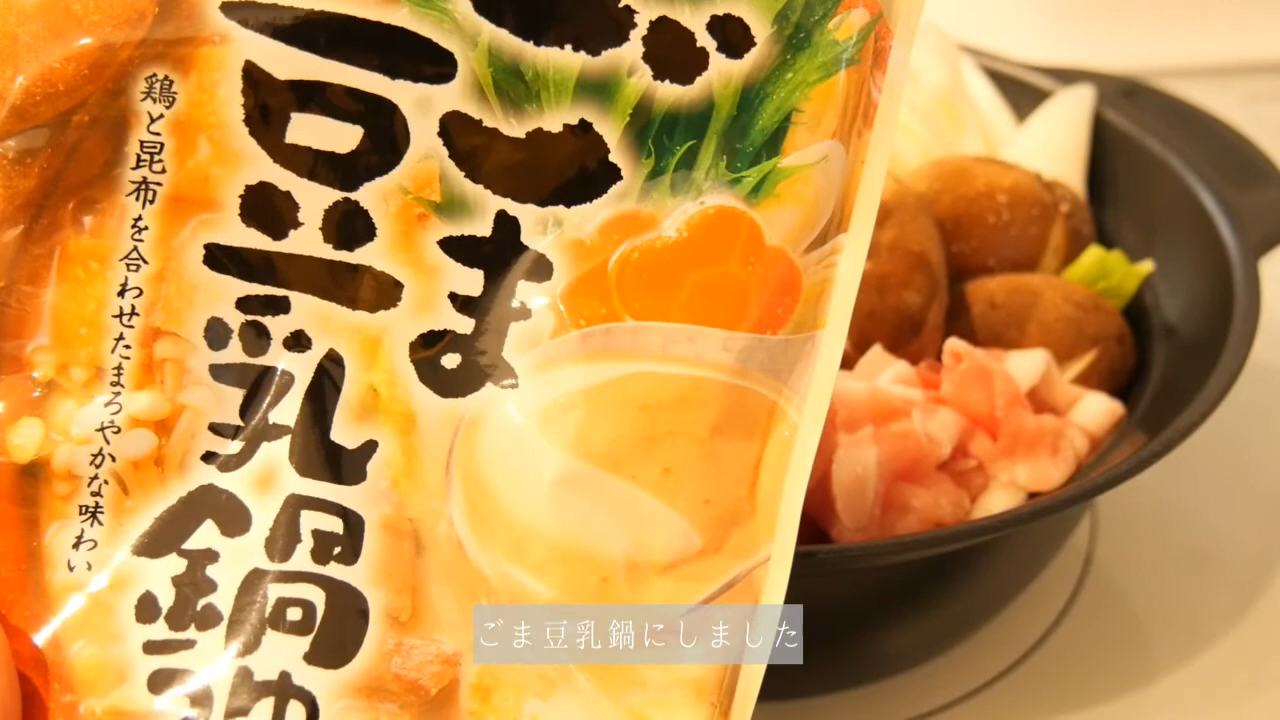 ごま
豆乳鍋
鶏と昆布を合わせたまろやかな味わい
ごま豆乳鍋にしました